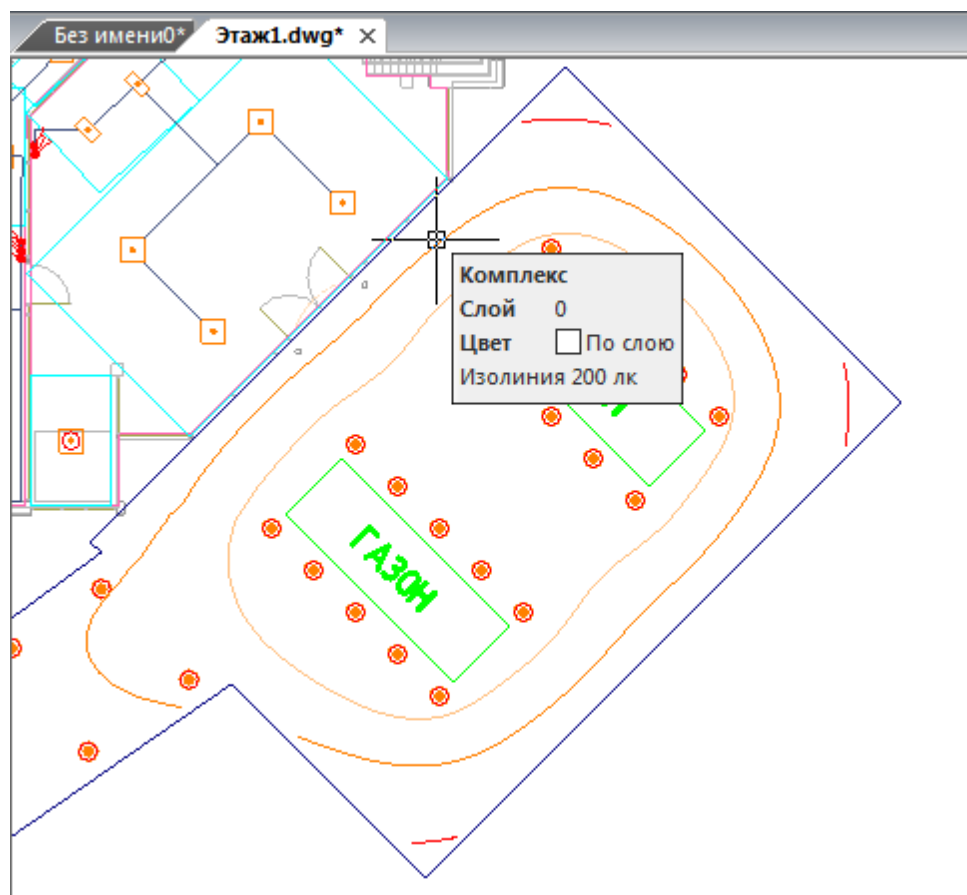 Без имени0*
Этаж1.dwg*
Комплекс
Слой 0
Цвет По слою
Изолиния 200 лк
ГАЗОН